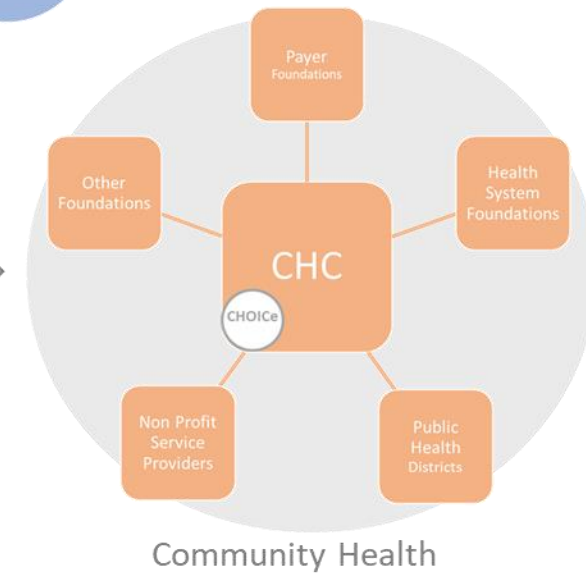 Payer
Foundations
Other
Foundations
Health
System
Foundations
CHC
CHOICe
Non Profit
Service
Providers
Public
Health
Districts
Community Health